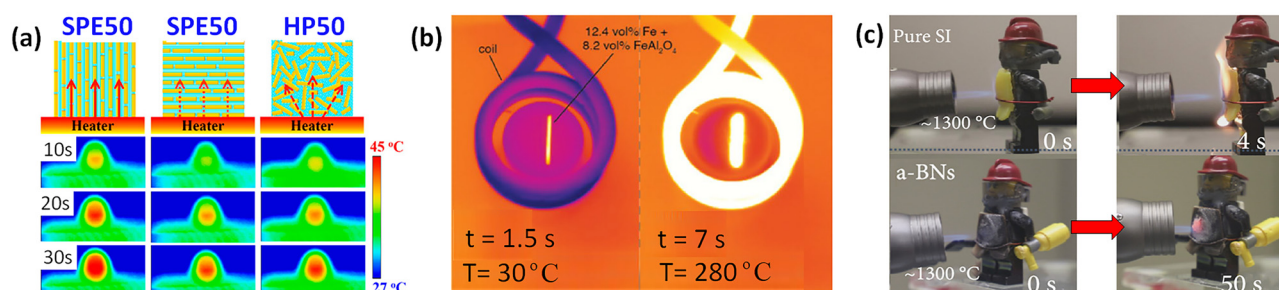 (a)
SPE50 SPE50 HP50
Heater Heater Heater
10s
20s
30s
45 °C
27 °C
(b)
coil
12.4 vol% Fe +
8.2 vol% FeAl₂O₄
t = 1.5 s
T= 30°C
t = 7 s
T= 280°C
(c)
Pure SI
~1300 °C
0 s
4 s
a-BNs
~1300 °C
0 s
50 s